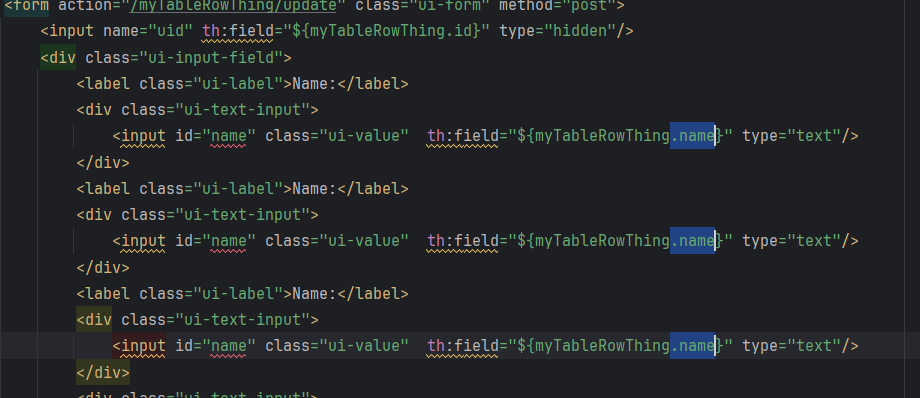 <form action="/myTableRowThing/update" class="ui-form" method="post">
<input name="uid" th:field="${myTableRowThing.id}" type="hidden"/>
<div class="ui-input-field">
<label class="ui-label">Name:</label>
<div class="ui-text-input">
<input id="name" class="ui-value"  th:field="${myTableRowThing.name}" type="text"/>
</div>
<label class="ui-label">Name:</label>
<div class="ui-text-input">
<input id="name" class="ui-value"  th:field="${myTableRowThing.name}" type="text"/>
</div>
<label class="ui-label">Name:</label>
<div class="ui-text-input">
<input id="name" class="ui-value"  th:field="${myTableRowThing.name}" type="text"/>
</div>
<div class="ui-text-input">